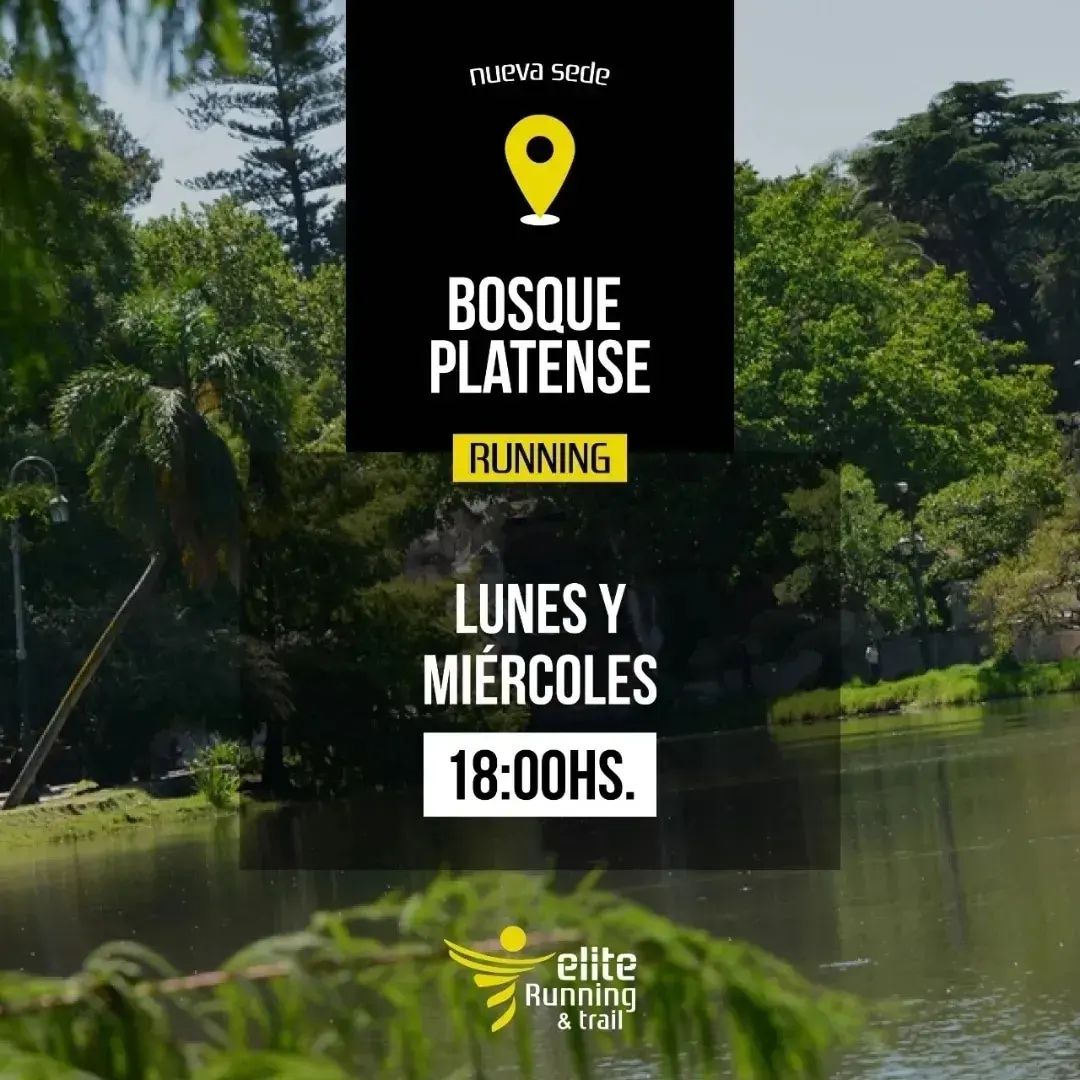 nueva sede
BOSQUE
PLATENSE
RUNNING
LUNES Y
MIÉRCOLES
18:00HS.
elite
Running
& trail